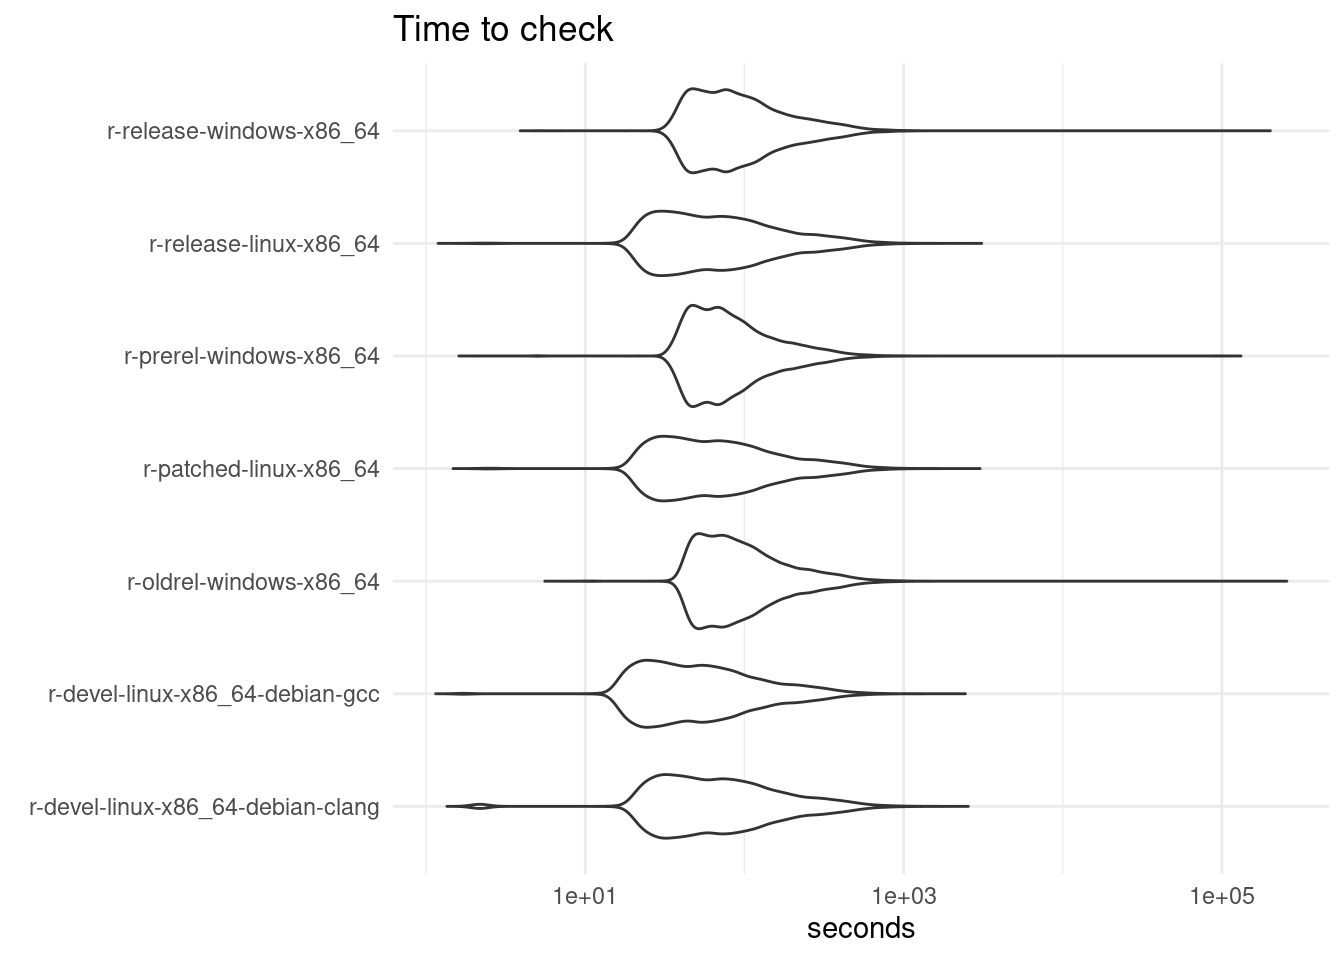 Time to check
r-release-windows-x86_64
r-release-linux-x86_64
r-prerel-windows-x86_64
r-patched-linux-x86_64
r-oldrel-windows-x86_64
r-devel-linux-x86_64-debian-gcc
r-devel-linux-x86_64-debian-clang
1e+01 1e+03 1e+05
seconds